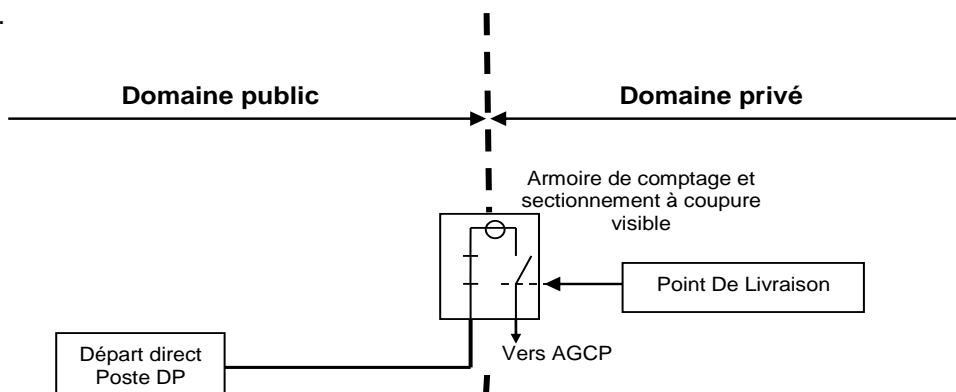 Domaine public
Domaine privé
Armoire de comptage et
sectionnement à coupure
visible
Point De Livraison
Vers AGCP
Départ direct
Poste DP